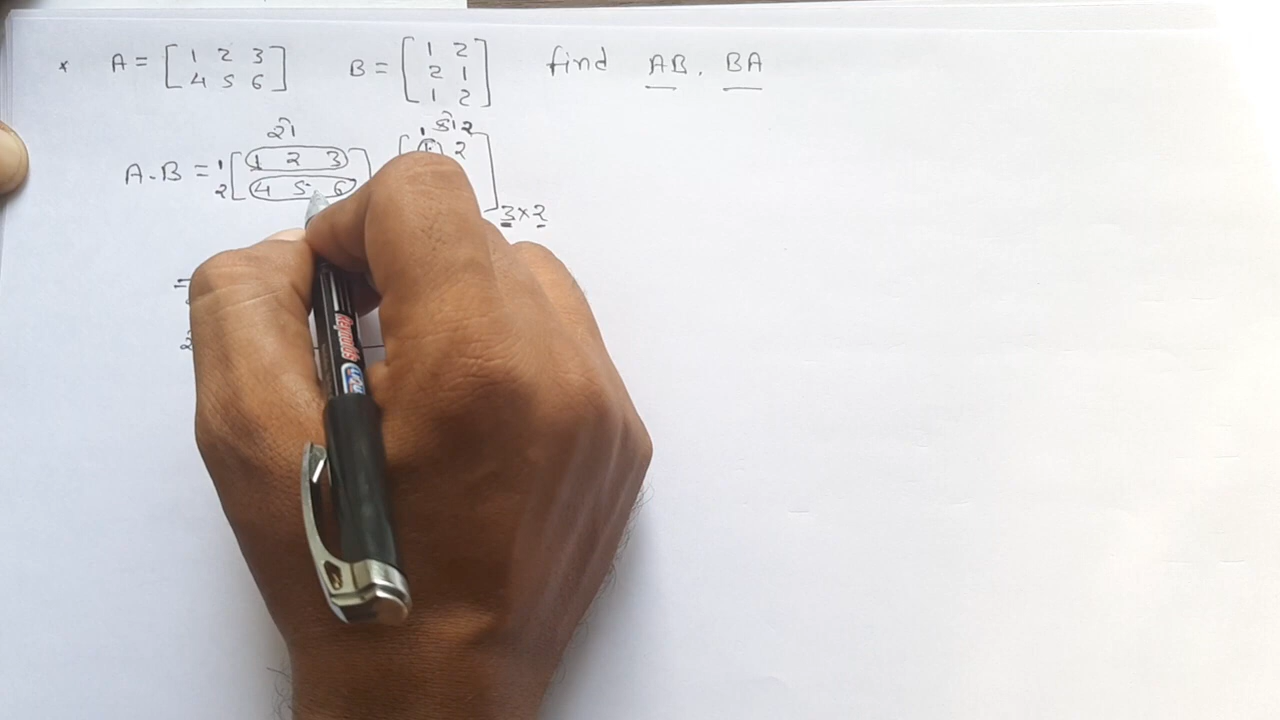 * A = [ 1 2 3 B = [ 1 2 find AB, BA
4 5 6 ] 2 1
1 2 ]
A·B = 1 [ 1 2 3 ] [ 1 2 ]
2 4 5 6 3×2
Reynolds